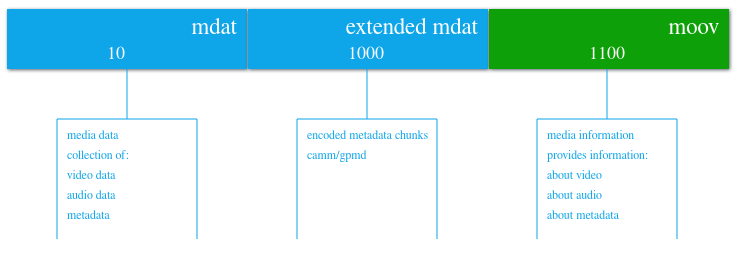 mdat
10
extended mdat
1000
moov
1100
media data
collection of:
video data
audio data
metadata
encoded metadata chunks
camm/gpmd
media information
provides information:
about video
about audio
about metadata